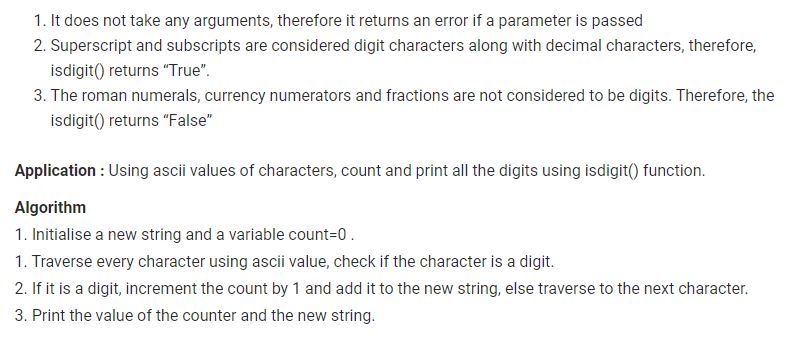 1. It does not take any arguments, therefore it returns an error if a parameter is passed
2. Superscript and subscripts are considered digit characters along with decimal characters, therefore,
isdigit() returns “True”.
3. The roman numerals, currency numerators and fractions are not considered to be digits. Therefore, the
isdigit() returns “False”
Application : Using ascii values of characters, count and print all the digits using isdigit() function.
Algorithm
1. Initialise a new string and a variable count=0 .
1. Traverse every character using ascii value, check if the character is a digit.
2. If it is a digit, increment the count by 1 and add it to the new string, else traverse to the next character.
3. Print the value of the counter and the new string.